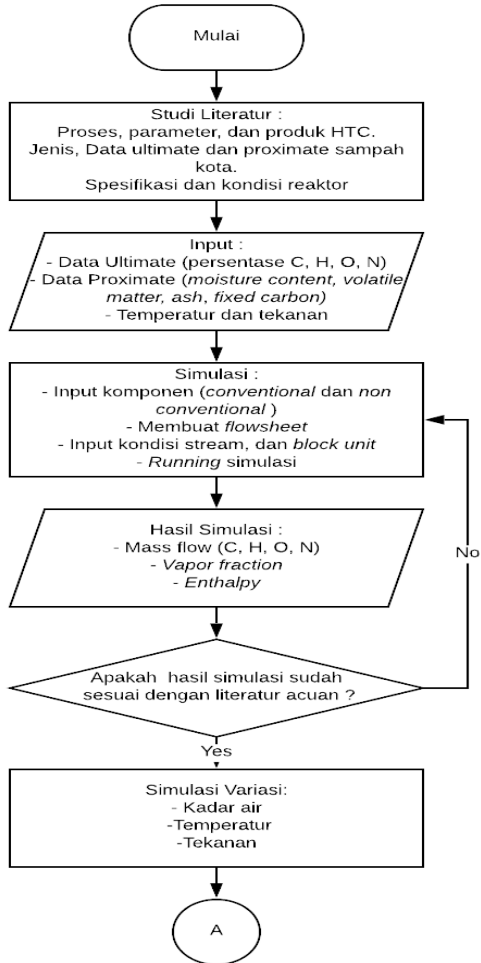 Mulai
Studi Literatur :
Proses, parameter, dan produk HTC.
Jenis, Data ultimate dan proximate sampah
kota.
Spesifikasi dan kondisi reaktor
Input :
- Data Ultimate (persentase C, H, O, N)
- Data Proximate (moisture content, volatile
matter, ash, fixed carbon)
- Temperatur dan tekanan
Simulasi :
- Input komponen (conventional dan non
conventional )
- Membuat flowsheet
- Input kondisi stream, dan block unit
- Running simulasi
Hasil Simulasi :
- Mass flow (C, H, O, N)
- Vapor fraction
- Enthalpy
No
Apakah hasil simulasi sudah
sesuai dengan literatur acuan ?
Yes
Simulasi Variasi:
- Kadar air
-Temperatur
-Tekanan
A